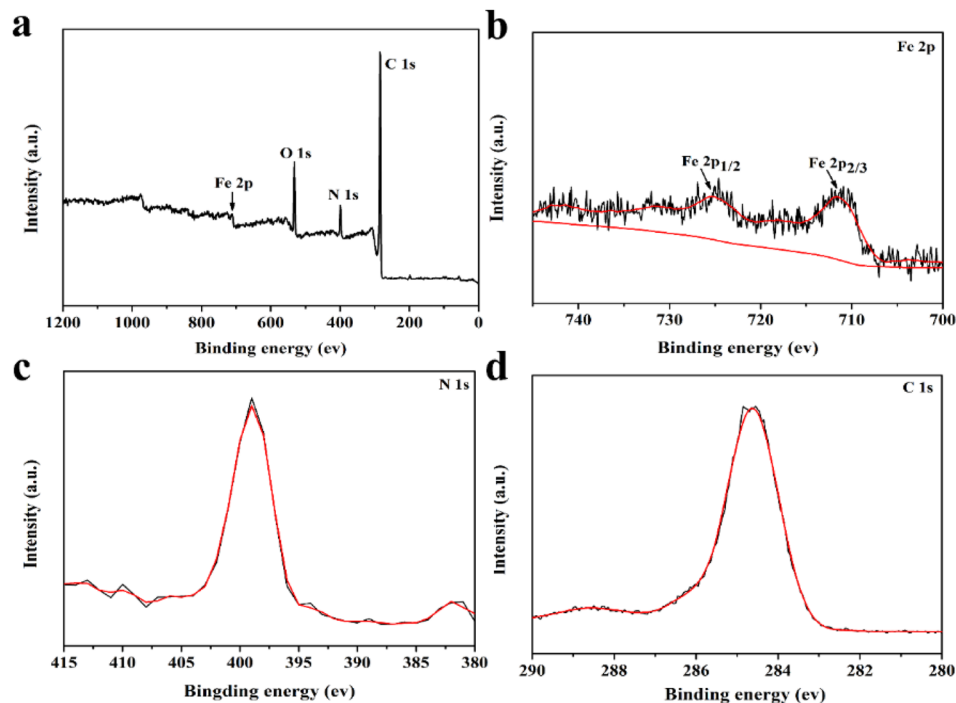 a
C 1s
O 1s
Fe 2p
N 1s
Intensity (a.u.)
1200 1000 800 600 400 200 0
Binding energy (ev)
b
Fe 2p
Fe 2p1/2
Fe 2p2/3
Intensity (a.u.)
740 730 720 710 700
Binding energy (ev)
c
N 1s
Intensity (a.u.)
415 410 405 400 395 390 385 380
Bingding energy (ev)
d
C 1s
Intensity (a.u.)
290 288 286 284 282 280
Binding energy (ev)